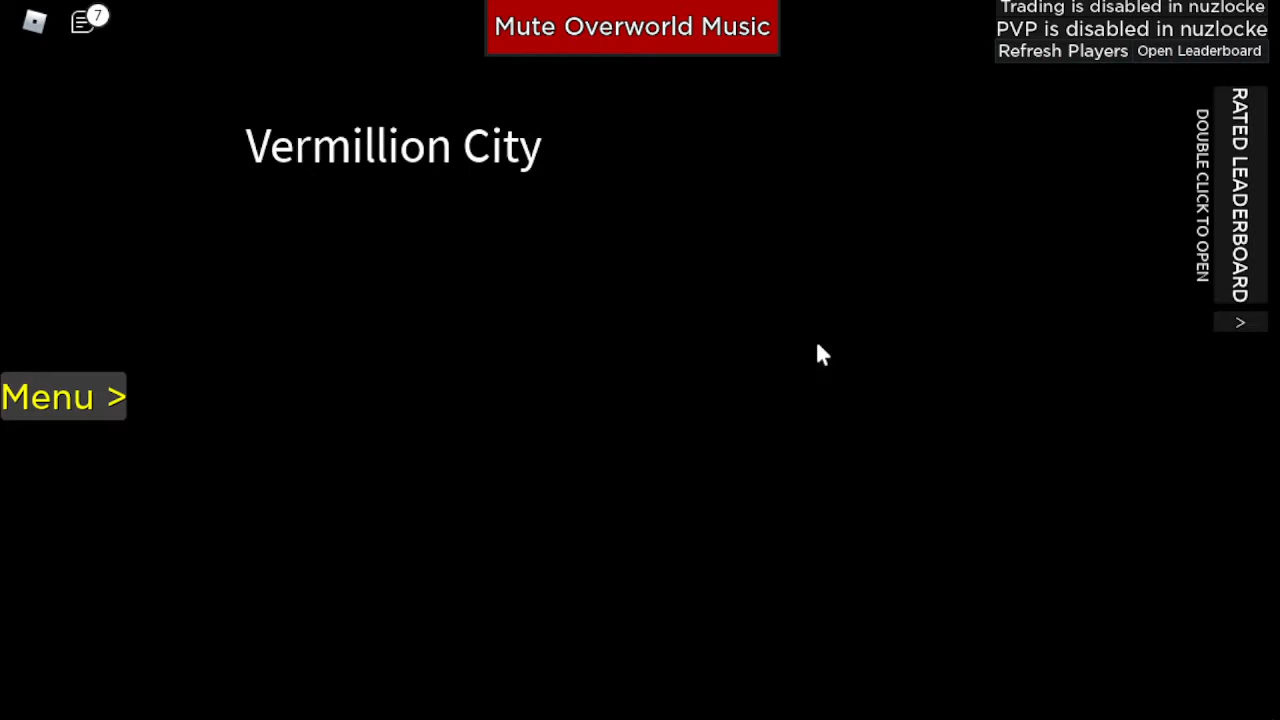 7
Mute Overworld Music
Trading is disabled in nuzlocke
PVP is disabled in nuzlocke
Refresh Players
Open Leaderboard
Vermillion City
RATED LEADERBOARD
DOUBLE CLICK TO OPEN
>
Menu >